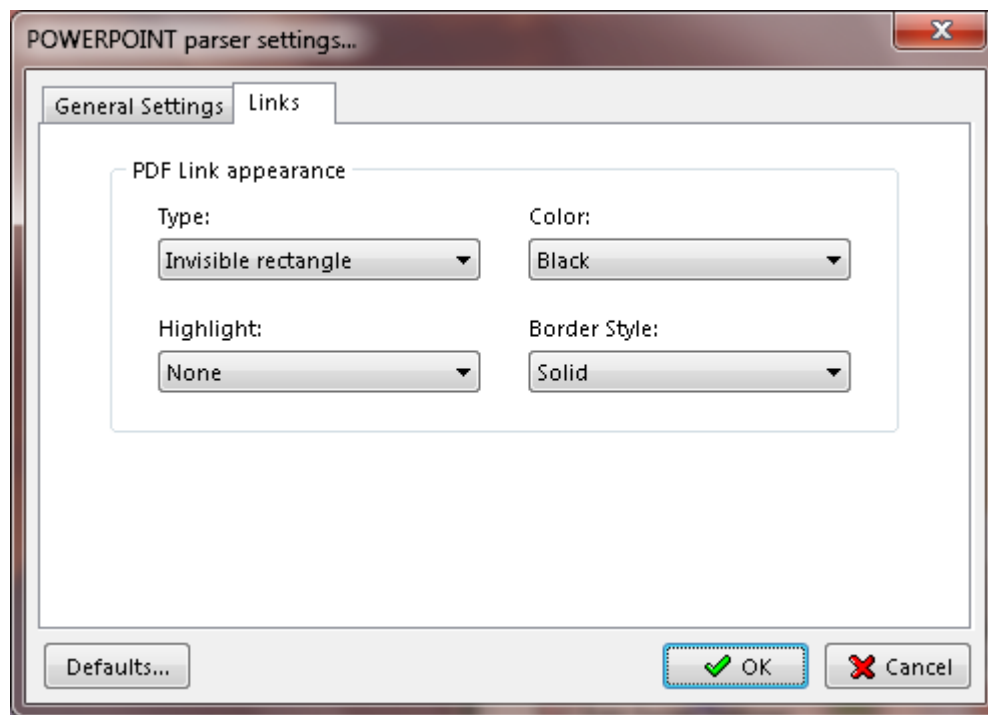 POWERPOINT parser settings...
General Settings Links
PDF Link appearance
Type: Color:
Invisible rectangle Black
Highlight: Border Style:
None Solid
Defaults... OK Cancel